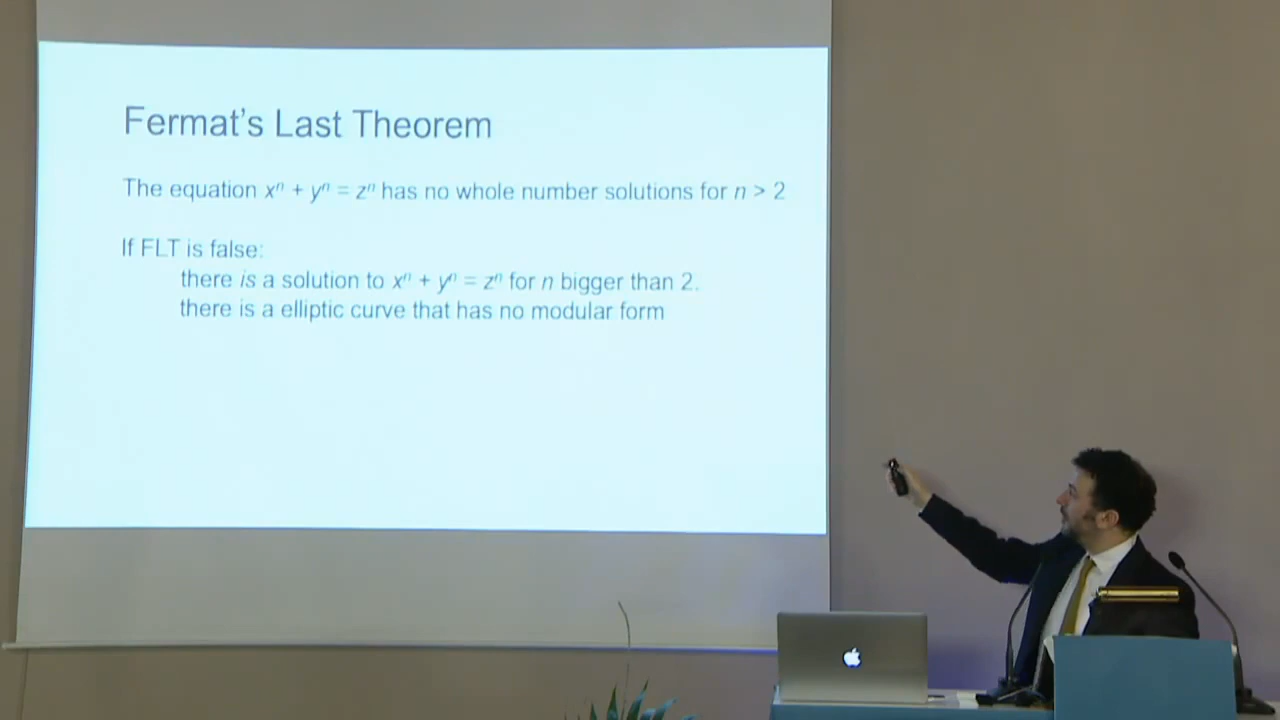 Fermat's Last Theorem
The equation xⁿ + yⁿ = zⁿ has no whole number solutions for n > 2
If FLT is false:
there is a solution to xⁿ + yⁿ = zⁿ for n bigger than 2.
there is a elliptic curve that has no modular form